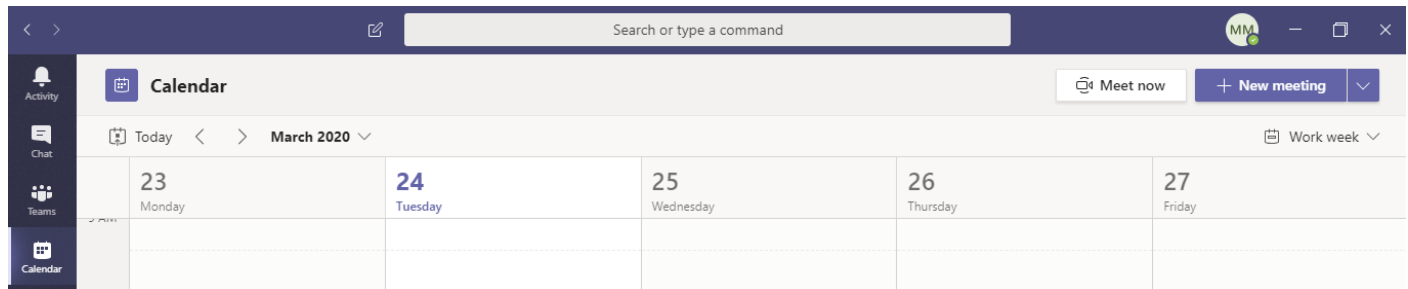 Search or type a command
MM
Activity
Calendar
Meet now
New meeting
Chat
Today
March 2020
Work week
Teams
23
Monday
24
Tuesday
25
Wednesday
26
Thursday
27
Friday
Calendar